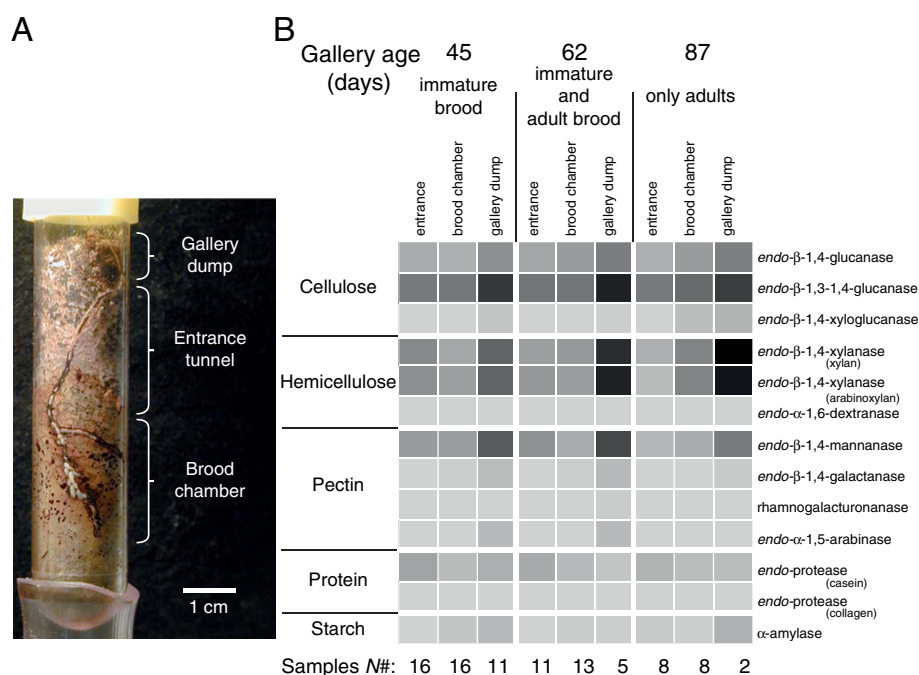 A
Gallery dump
Entrance tunnel
Brood chamber
1 cm
B
Gallery age (days)
45
62
87
immature brood
immature and adult brood
only adults
entrance
brood chamber
gallery dump
entrance
brood chamber
gallery dump
entrance
brood chamber
gallery dump
Cellulose
endo-β-1,4-glucanase
endo-β-1,3-1,4-glucanase
endo-β-1,4-xyloglucanase
Hemicellulose
endo-β-1,4-xylanase
(xylan)
endo-β-1,4-xylanase
(arabinoxylan)
endo-α-1,6-dextranase
Pectin
endo-β-1,4-mannanase
endo-β-1,4-galactanase
rhamnogalacturonanase
endo-α-1,5-arabinase
Protein
endo-protease
(casein)
endo-protease
(collagen)
Starch
α-amylase
Samples N#: 16 16 11 11 13 5 8 8 2